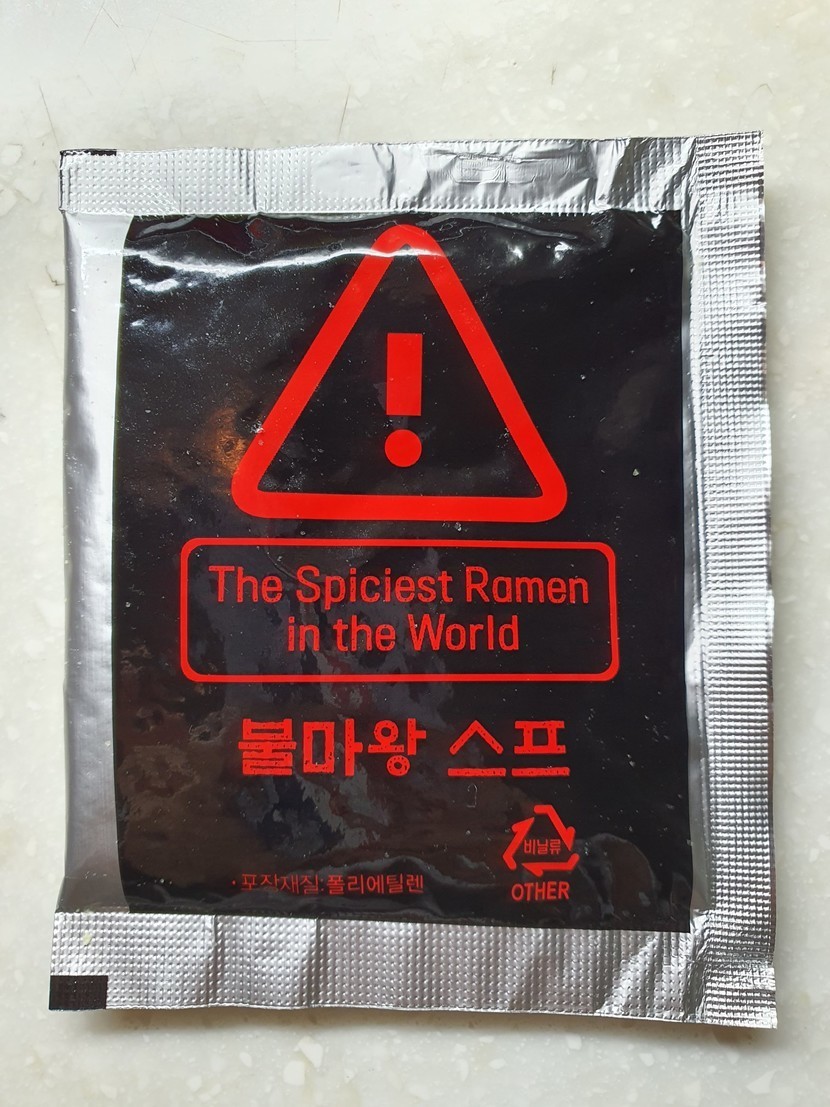 !
The Spiciest Ramen
in the World
불마왕 스프
비닐류
OTHER
·포장재질:폴리에틸렌